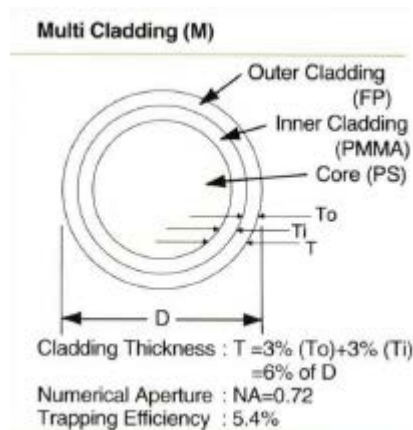 Multi Cladding (M)
Outer Cladding
(FP)
Inner Cladding
(PMMA)
Core (PS)
To
Ti
T
D
Cladding Thickness : T =3% (To)+3% (Ti)
=6% of D
Numerical Aperture : NA=0.72
Trapping Efficiency : 5.4%